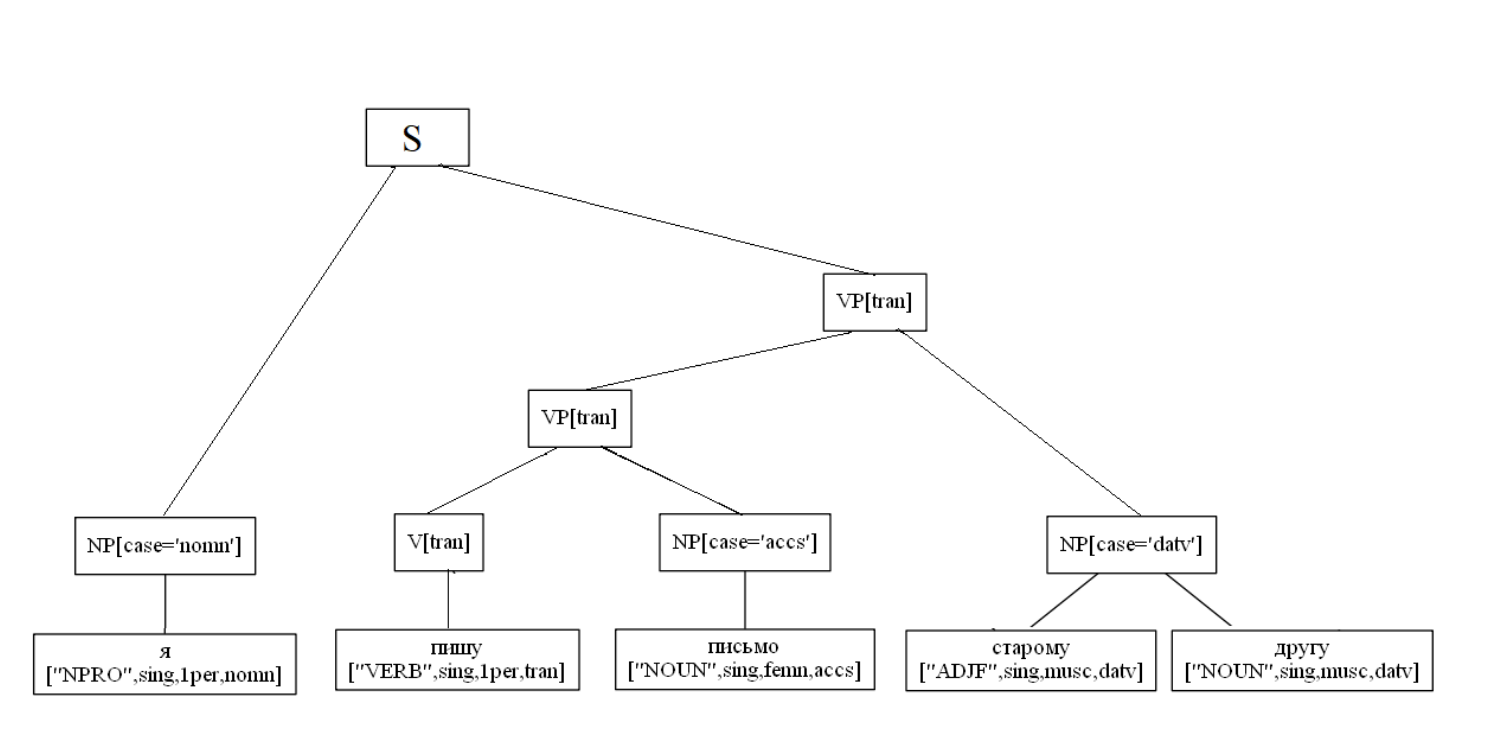 S
VP[tran]
VP[tran]
NP[case='nomn']
V[tran]
NP[case='accs']
NP[case='datv']
я
["NPRO",sing,1per,nomn]
пишу
["VERB",sing,1per,tran]
письмо
["NOUN",sing,femn,accs]
старому
["ADJF",sing,musc,datv]
другу
["NOUN",sing,musc,datv]